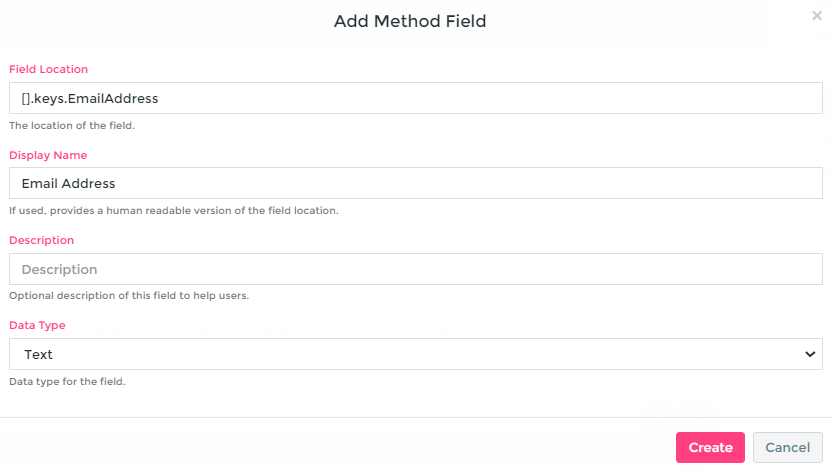 Add Method Field
×
Field Location
[].keys.EmailAddress
The location of the field.
Display Name
Email Address
If used, provides a human readable version of the field location.
Description
Description
Optional description of this field to help users.
Data Type
Text
Data type for the field.
Create
Cancel